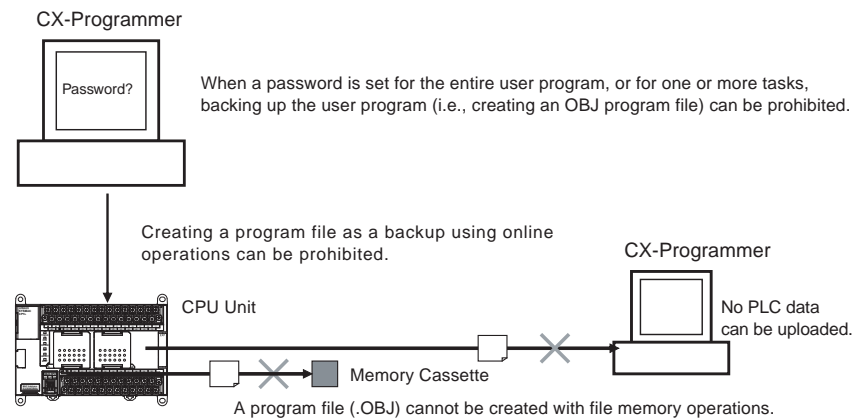 CX-Programmer
Password?
When a password is set for the entire user program, or for one or more tasks,
backing up the user program (i.e., creating an OBJ program file) can be prohibited.
Creating a program file as a backup using online
operations can be prohibited.
CX-Programmer
CPU Unit
No PLC data
can be uploaded.
Memory Cassette
A program file (.OBJ) cannot be created with file memory operations.